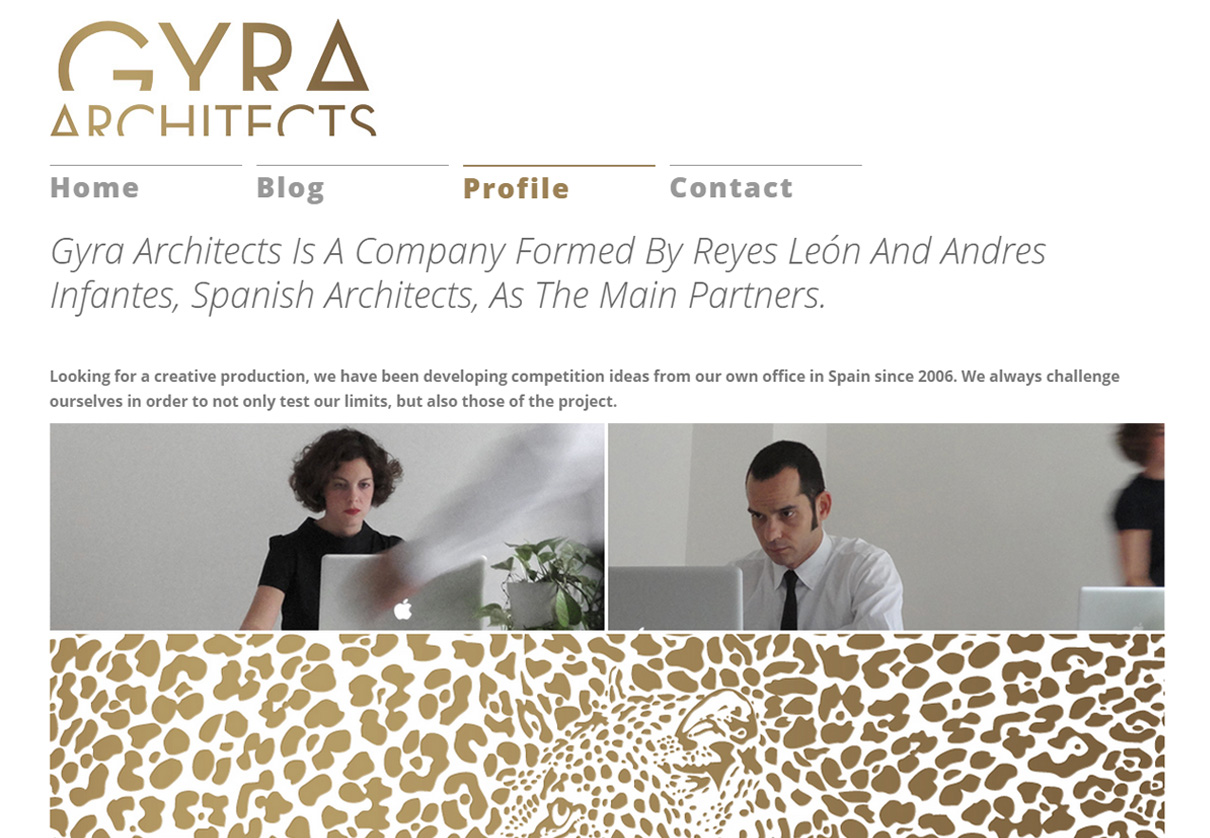 GYRA
ARCHITECTS
Home Blog Profile Contact
Gyra Architects Is A Company Formed By Reyes León And Andres
Infantes, Spanish Architects, As The Main Partners.
Looking for a creative production, we have been developing competition ideas from our own office in Spain since 2006. We always challenge
ourselves in order to not only test our limits, but also those of the project.